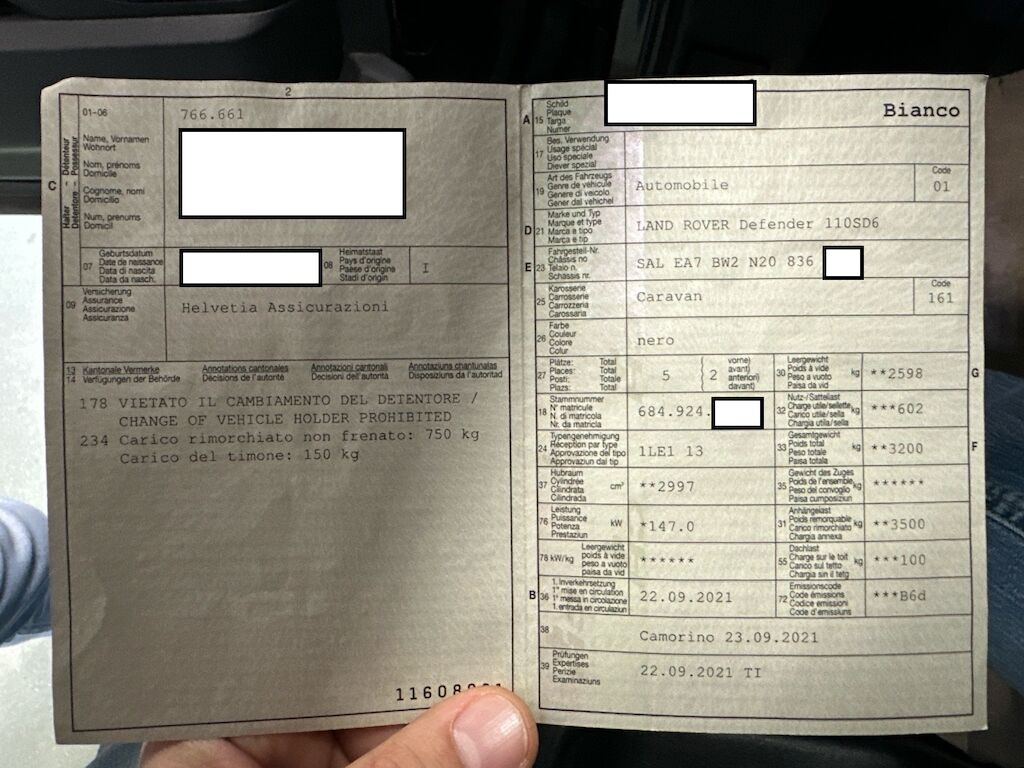 2
C
Halter – Détenteur
Detentore – Possessur
01-06
766.661
Name, Vornamen
Wohnort
Nom, prénoms
Domicile
Cognome, nomi
Domicilio
Num, prenums
Domicil
07
Geburtsdatum
Date de naissance
Data di nascita
Data da nasch.
08
Heimatstaat
Pays d'origine
Paese d'origine
Stadi d'origin
I
09
Versicherung
Assurance
Assicurazione
Assicuranza
Helvetia Assicurazioni
13
14
Kantonale Vermerke
Verfügungen der Behörde
Annotations cantonales
Décisions de l'autorité
Annotazioni cantonali
Decisioni dell'autorità
Annotaziuns chantunalas
Disposiziuns da l'autoritad
178 VIETATO IL CAMBIAMENTO DEL DETENTORE /
CHANGE OF VEHICLE HOLDER PROHIBITED
234 Carico rimorchiato non frenato: 750 kg
Carico del timone: 150 kg
A
15
Schild
Plaque
Targa
Numer
Bianco
17
Bes. Verwendung
Usage spécial
Uso speciale
Diever spezial
19
Art des Fahrzeugs
Genre de véhicule
Genere di veicolo
Gener dal vehichel
Automobile
Code
01
D
21
Marke und Typ
Marque et type
Marca e tipo
Marca e tip
LAND ROVER Defender 110SD6
E
23
Fahrgestell-Nr.
Châssis no
Telaio n.
Schassis nr.
SAL EA7 BW2 N20 836
25
Karosserie
Carrosserie
Carrozzeria
Carossaria
Caravan
Code
161
26
Farbe
Couleur
Colore
Colur
nero
27
Plätze: Total
Places: Total
Posti: Totale
Plazs: Total
5
2
vorne)
avant)
anteriori)
davant)
30
Leergewicht
Poids à vide
Peso a vuoto
Paisa da vid
kg
**2598
G
18
Stammnummer
N° matricule
N. di matricola
Nr. da matricla
684.924.
32
Nutz-/Sattellast
Charge utile/sellette
Carico utile/sella
Chargia utila/sella
kg
***602
24
Typengenehmigung
Réception par type
Approvazione del tipo
Approvaziun dal tip
1LE1 13
33
Gesamtgewicht
Poids total
Peso totale
Paisa totala
kg
**3200
F
37
Hubraum
Cylindrée
Cilindrata
Cilindrada
cm³
**2997
35
Gewicht des Zuges
Poids de l'ensemble
Peso del convoglio
Paisa cumposiziun
kg
******
76
Leistung
Puissance
Potenza
Prestaziun
kW
*147.0
31
Anhängelast
Poids remorquable
Carico rimorchiato
Chargia annexa
kg
**3500
78 kW/kg
Leergewicht
poids à vide
peso a vuoto
paisa da vid
******
55
Dachlast
Charge sur le toit
Carico sul tetto
Chargia sin il tetg
kg
***100
B
36
1. Inverkehrsetzung
1re mise en circulation
1a messa in circolazione
1. entrada en circulaziun
22.09.2021
72
Emissionscode
Code émissions
Codice emissioni
Code d'emissiuns
***B6d
38
Camorino 23.09.2021
39
Prüfungen
Expertises
Perizie
Examinaziuns
22.09.2021 TI